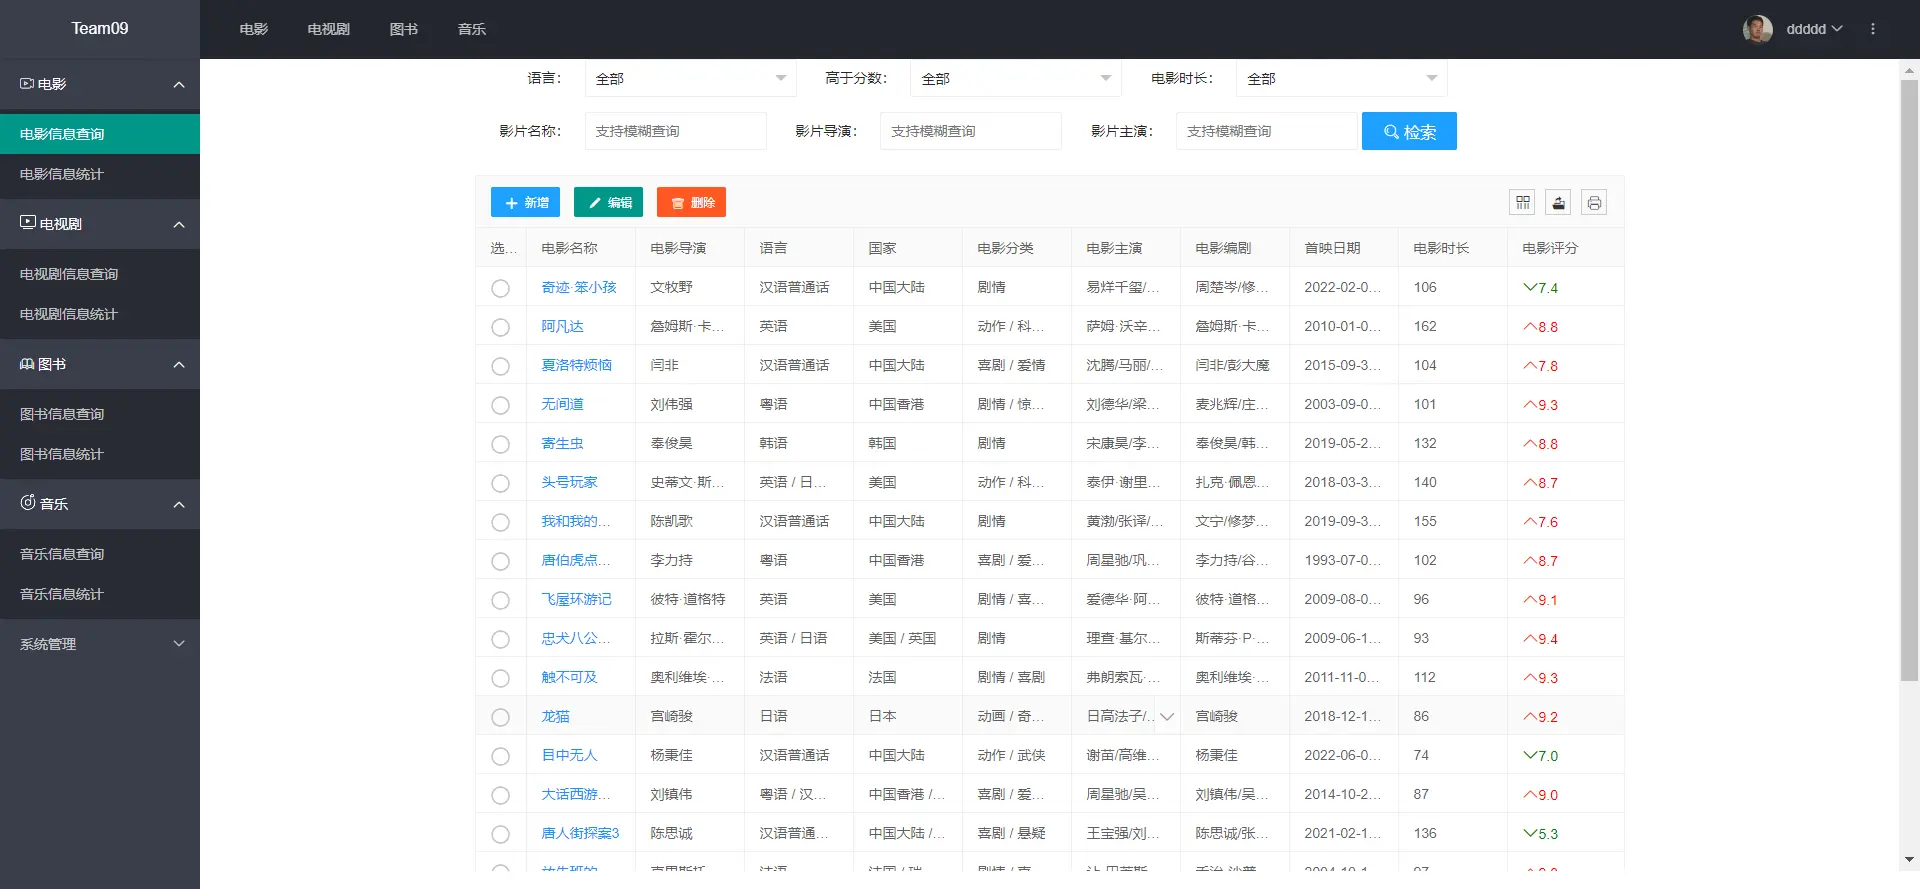 Team09
电影
电视剧
图书
音乐
ddddd
电影
电影信息查询
电影信息统计
电视剧
电视剧信息查询
电视剧信息统计
图书
图书信息查询
图书信息统计
音乐
音乐信息查询
音乐信息统计
系统管理
语言： 全部 高于分数： 全部 电影时长： 全部
影片名称： 支持模糊查询 影片导演： 支持模糊查询 影片主演： 支持模糊查询 检索
新增 编辑 删除
选... 电影名称 电影导演 语言 国家 电影分类 电影主演 电影编剧 首映日期 电影时长 电影评分
奇迹·笨小孩 文牧野 汉语普通话 中国大陆 剧情 易烊千玺/... 周楚岑/修... 2022-02-0... 106 7.4
阿凡达 詹姆斯·卡... 英语 美国 动作 / 科... 萨姆·沃辛... 詹姆斯·卡... 2010-01-0... 162 8.8
夏洛特烦恼 闫非 汉语普通话 中国大陆 喜剧 / 爱情 沈腾/马丽/... 闫非/彭大魔 2015-09-3... 104 7.8
无间道 刘伟强 粤语 中国香港 剧情 / 惊... 刘德华/梁... 麦兆辉/庄... 2003-09-0... 101 9.3
寄生虫 奉俊昊 韩语 韩国 剧情 宋康昊/李... 奉俊昊/韩... 2019-05-2... 132 8.8
头号玩家 史蒂文·斯... 英语 / 日... 美国 动作 / 科... 泰伊·谢里... 扎克·佩恩... 2018-03-3... 140 8.7
我和我的... 陈凯歌 汉语普通话 中国大陆 剧情 黄渤/张译/... 文宁/修梦... 2019-09-3... 155 7.6
唐伯虎点... 李力持 粤语 中国香港 喜剧 / 爱... 周星驰/巩... 李力持/谷... 1993-07-0... 102 8.7
飞屋环游记 彼特·道格特 英语 美国 剧情 / 喜... 爱德华·阿... 彼特·道格... 2009-08-0... 96 9.1
忠犬八公... 拉斯·霍尔... 英语 / 日语 美国 / 英国 剧情 理查·基尔... 斯蒂芬·P·... 2009-06-1... 93 9.4
触不可及 奥利维埃·... 法语 法国 剧情 / 喜剧 弗朗索瓦·... 奥利维埃·... 2011-11-0... 112 9.3
龙猫 宫崎骏 日语 日本 动画 / 奇... 日高法子/.. 宫崎骏 2018-12-1... 86 9.2
目中无人 杨秉佳 汉语普通话 中国大陆 动作 / 武侠 谢苗/高维... 杨秉佳 2022-06-0... 74 7.0
大话西游... 刘镇伟 粤语 / 汉... 中国香港 /... 喜剧 / 爱... 周星驰/吴... 刘镇伟/吴... 2014-10-2... 87 9.0
唐人街探案3 陈思诚 汉语普通... 中国大陆 /... 喜剧 / 悬疑 王宝强/刘... 陈思诚/张... 2021-02-1... 136 5.3